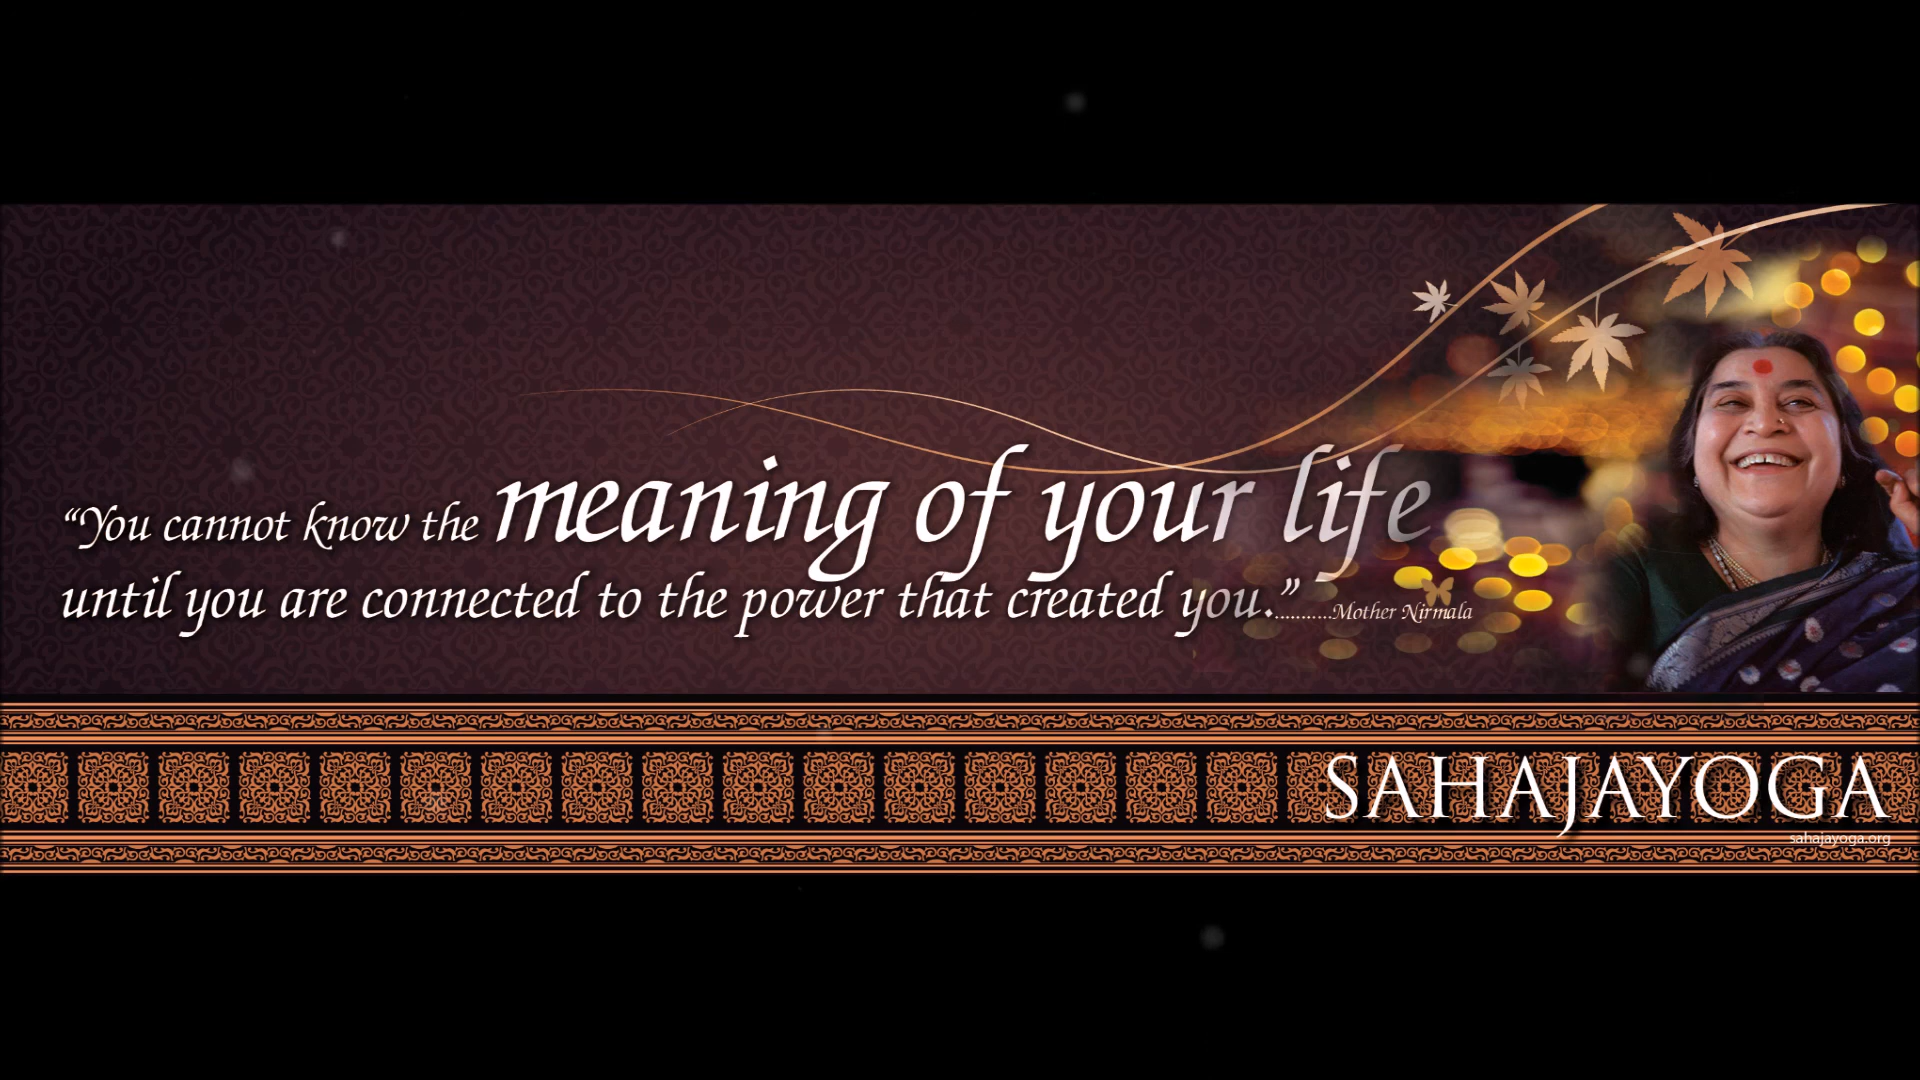 “You cannot know the meaning of your life
until you are connected to the power that created you.”...........Mother Nirmala
SAHAJAYOGA
sahajayoga.org